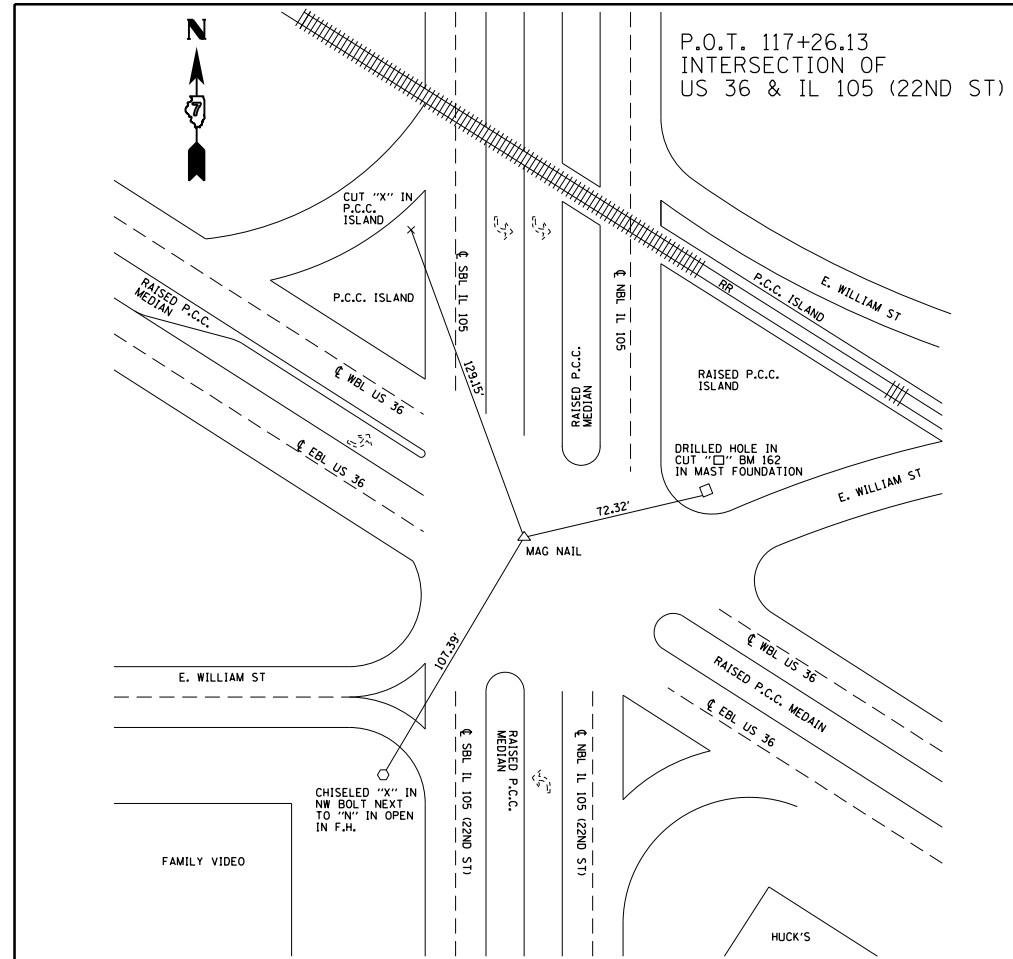 N
7
P.O.T. 117+26.13
INTERSECTION OF
US 36 & IL 105 (22ND ST)
CUT "X" IN
P.C.C.
ISLAND
P.C.C. ISLAND
RAISED P.C.C.
MEDIAN
℄ SBL IL 105
℄ NBL IL 105
RR
P.C.C. ISLAND
E. WILLIAM ST
RAISED P.C.C.
ISLAND
129.15'
℄ WBL US 36
℄ EBL US 36
RAISED P.C.C.
MEDIAN
DRILLED HOLE IN
CUT "□" BM 162
IN MAST FOUNDATION
E. WILLIAM ST
72.32'
MAG NAIL
107.39'
E. WILLIAM ST
℄ WBL US 36
RAISED P.C.C. MEDAIN
℄ EBL US 36
℄ SBL IL 105 (22ND ST)
RAISED P.C.C.
MEDIAN
℄ NBL IL 105 (22ND ST)
CHISELED "X" IN
NW BOLT NEXT
TO "N" IN OPEN
IN F.H.
FAMILY VIDEO
HUCK'S